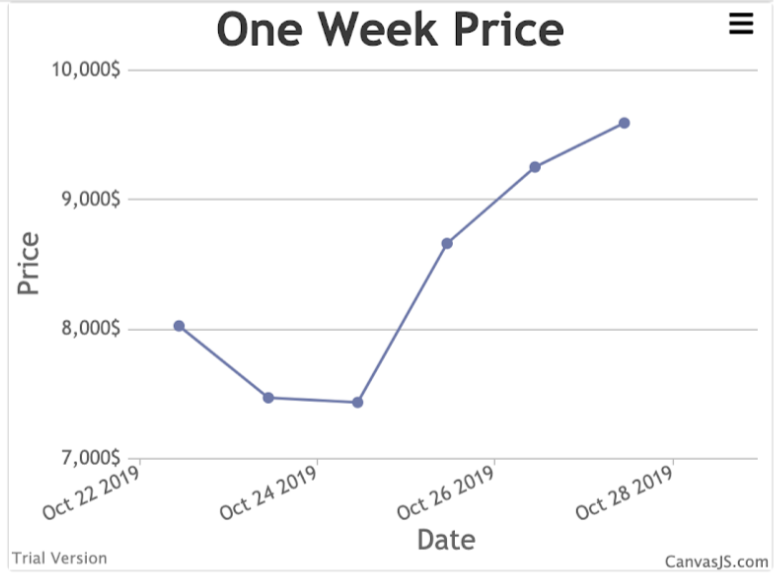 One Week Price
10,000$
9,000$
8,000$
7,000$
Price
Oct 22 2019
Oct 24 2019
Oct 26 2019
Oct 28 2019
Date
Trial Version
CanvasJS.com